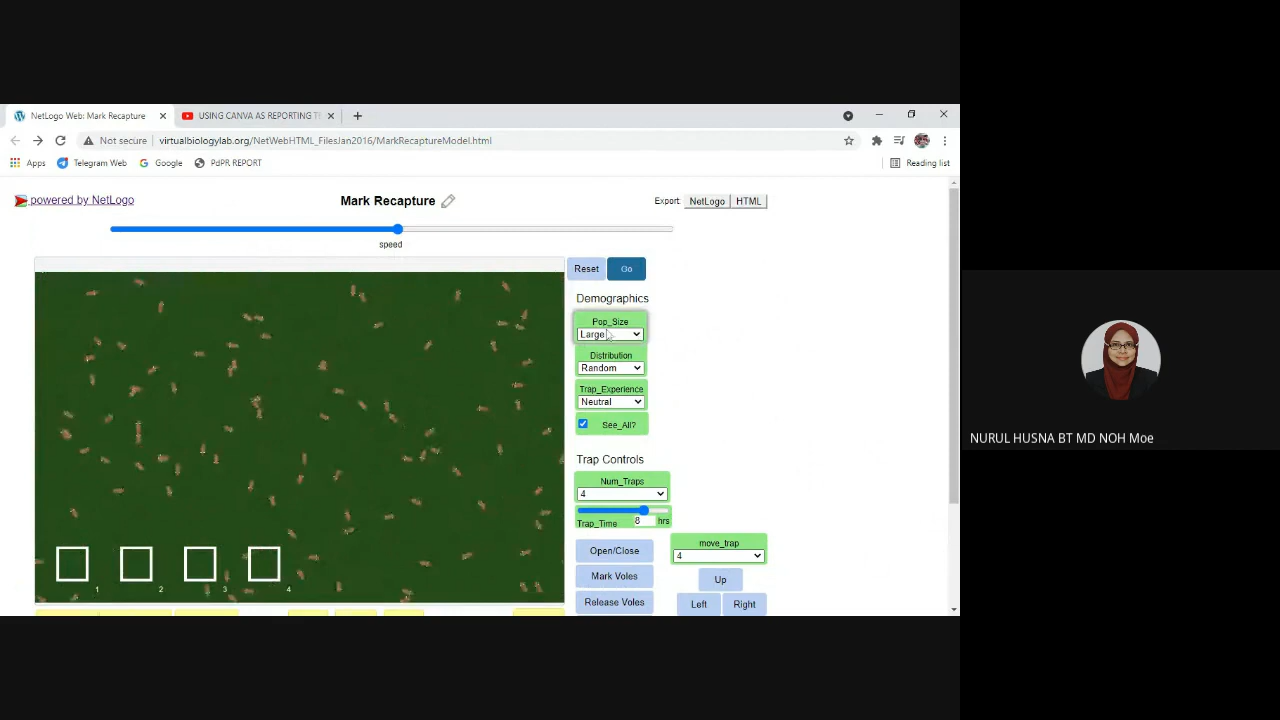 NetLogo Web: Mark Recapture
USING CANVA AS REPORTING T
Not secure virtualbiologylab.org/NetWebHTML_FilesJan2016/MarkRecaptureModel.html
Apps Telegram Web Google PdPR REPORT Reading list
powered by NetLogo
Mark Recapture
Export: NetLogo HTML
speed
Reset Go
Demographics
Pop_Size
Large
Distribution
Random
Trap_Experience
Neutral
See_All?
Trap Controls
Num_Traps
4
Trap_Time 8 hrs
Open/Close
Mark Voles
Release Voles
move_trap
4
Up
Left Right
1 2 3 4
NURUL HUSNA BT MD NOH Moe